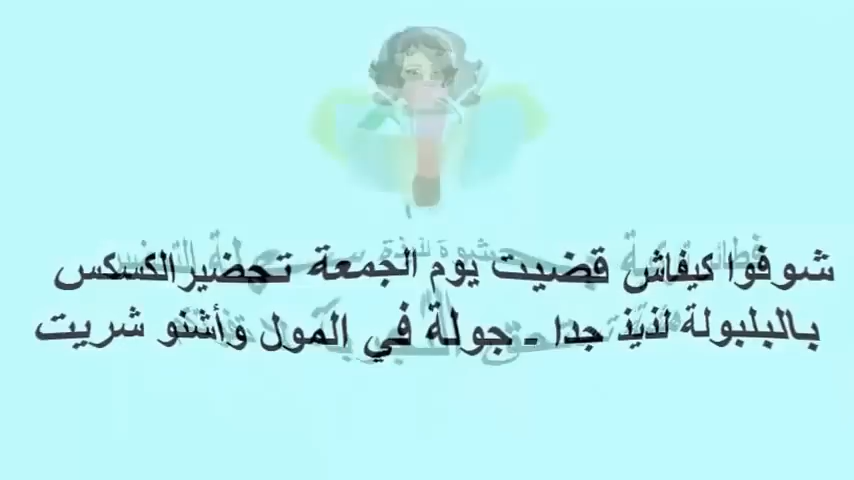 شوفوا كيفاش قضيت يوم الجمعة تحضيرالكسكس
بالبلبولة لذيذ جدا - جولة في المول وأشنو شريت